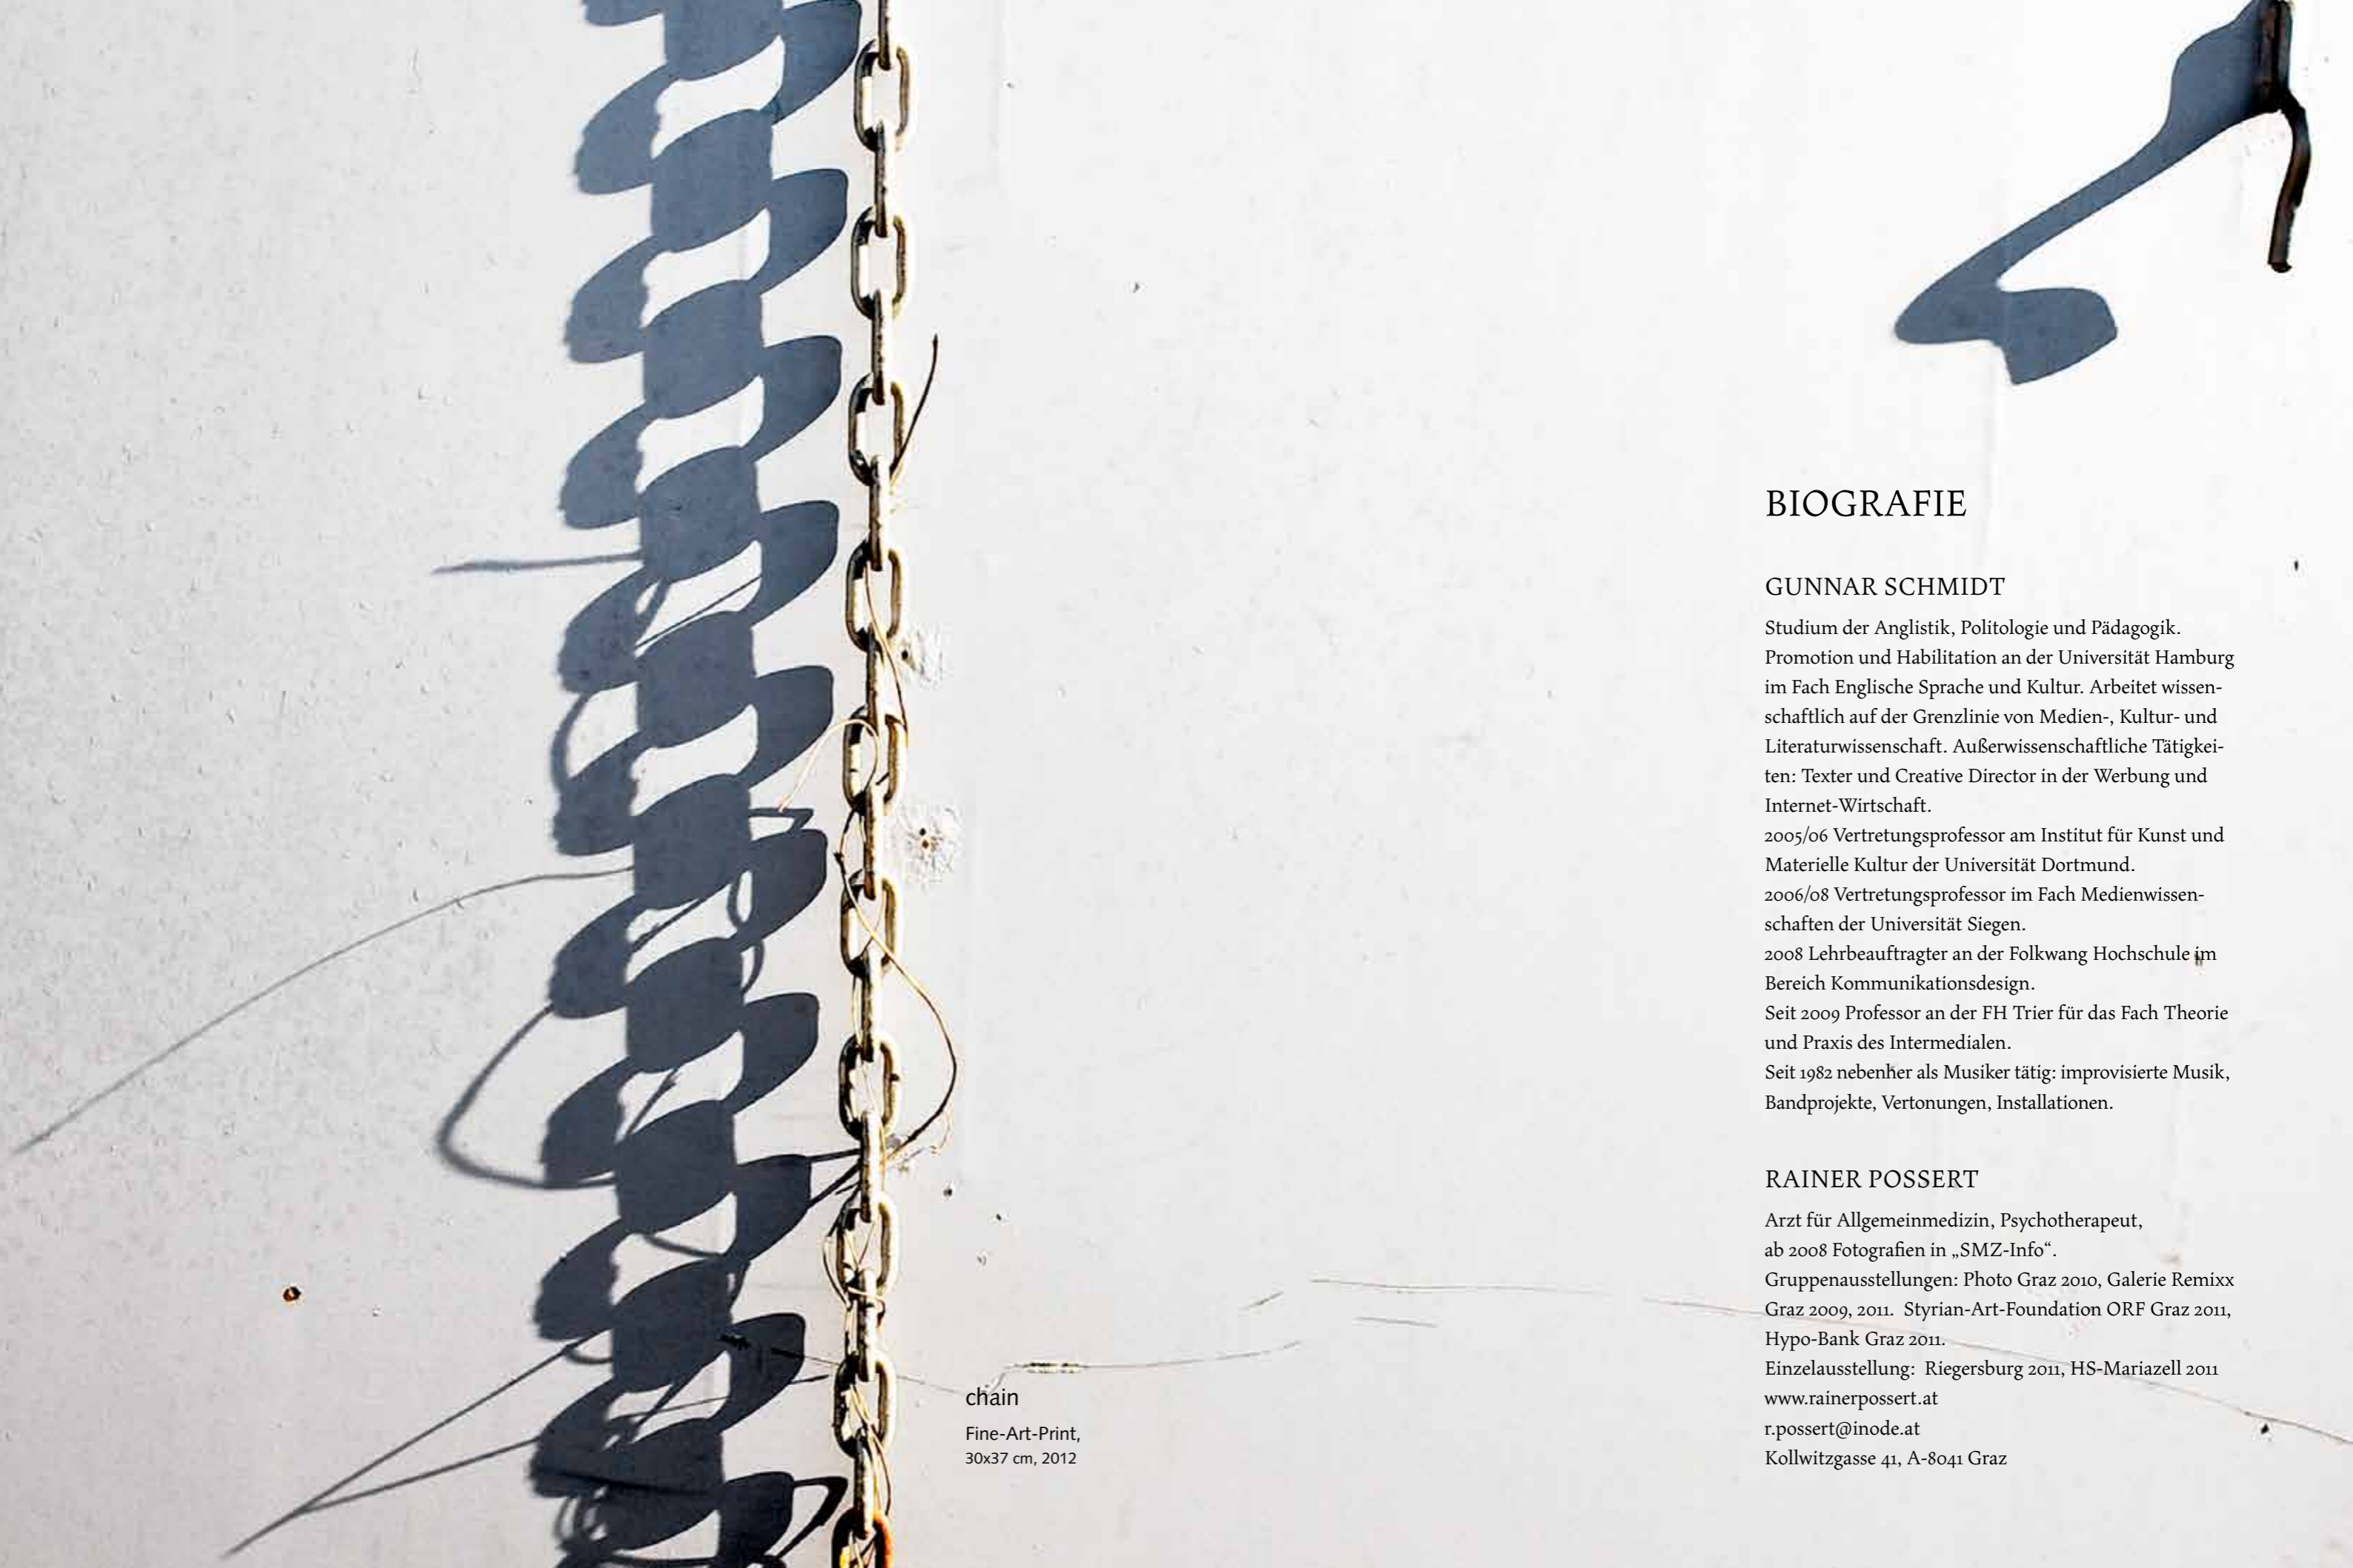 BIOGRAFIE
GUNNAR SCHMIDT
Studium der Anglistik, Politologie und Pädagogik.
Promotion und Habilitation an der Universität Hamburg
im Fach Englische Sprache und Kultur. Arbeitet wissen-
schaftlich auf der Grenzlinie von Medien-, Kultur- und
Literaturwissenschaft. Außerwissenschaftliche Tätigkei-
ten: Texter und Creative Director in der Werbung und
Internet-Wirtschaft.
2005/06 Vertretungsprofessor am Institut für Kunst und
Materielle Kultur der Universität Dortmund.
2006/08 Vertretungsprofessor im Fach Medienwissen-
schaften der Universität Siegen.
2008 Lehrbeauftragter an der Folkwang Hochschule im
Bereich Kommunikationsdesign.
Seit 2009 Professor an der FH Trier für das Fach Theorie
und Praxis des Intermedialen.
Seit 1982 nebenher als Musiker tätig: improvisierte Musik,
Bandprojekte, Vertonungen, Installationen.
RAINER POSSERT
Arzt für Allgemeinmedizin, Psychotherapeut,
ab 2008 Fotografien in „SMZ-Info“.
Gruppenausstellungen: Photo Graz 2010, Galerie Remixx
Graz 2009, 2011. Styrian-Art-Foundation ORF Graz 2011,
Hypo-Bank Graz 2011.
Einzelausstellung: Riegersburg 2011, HS-Mariazell 2011
www.rainerpossert.at
r.possert@inode.at
Kollwitzgasse 41, A-8041 Graz
chain
Fine-Art-Print,
30x37 cm, 2012